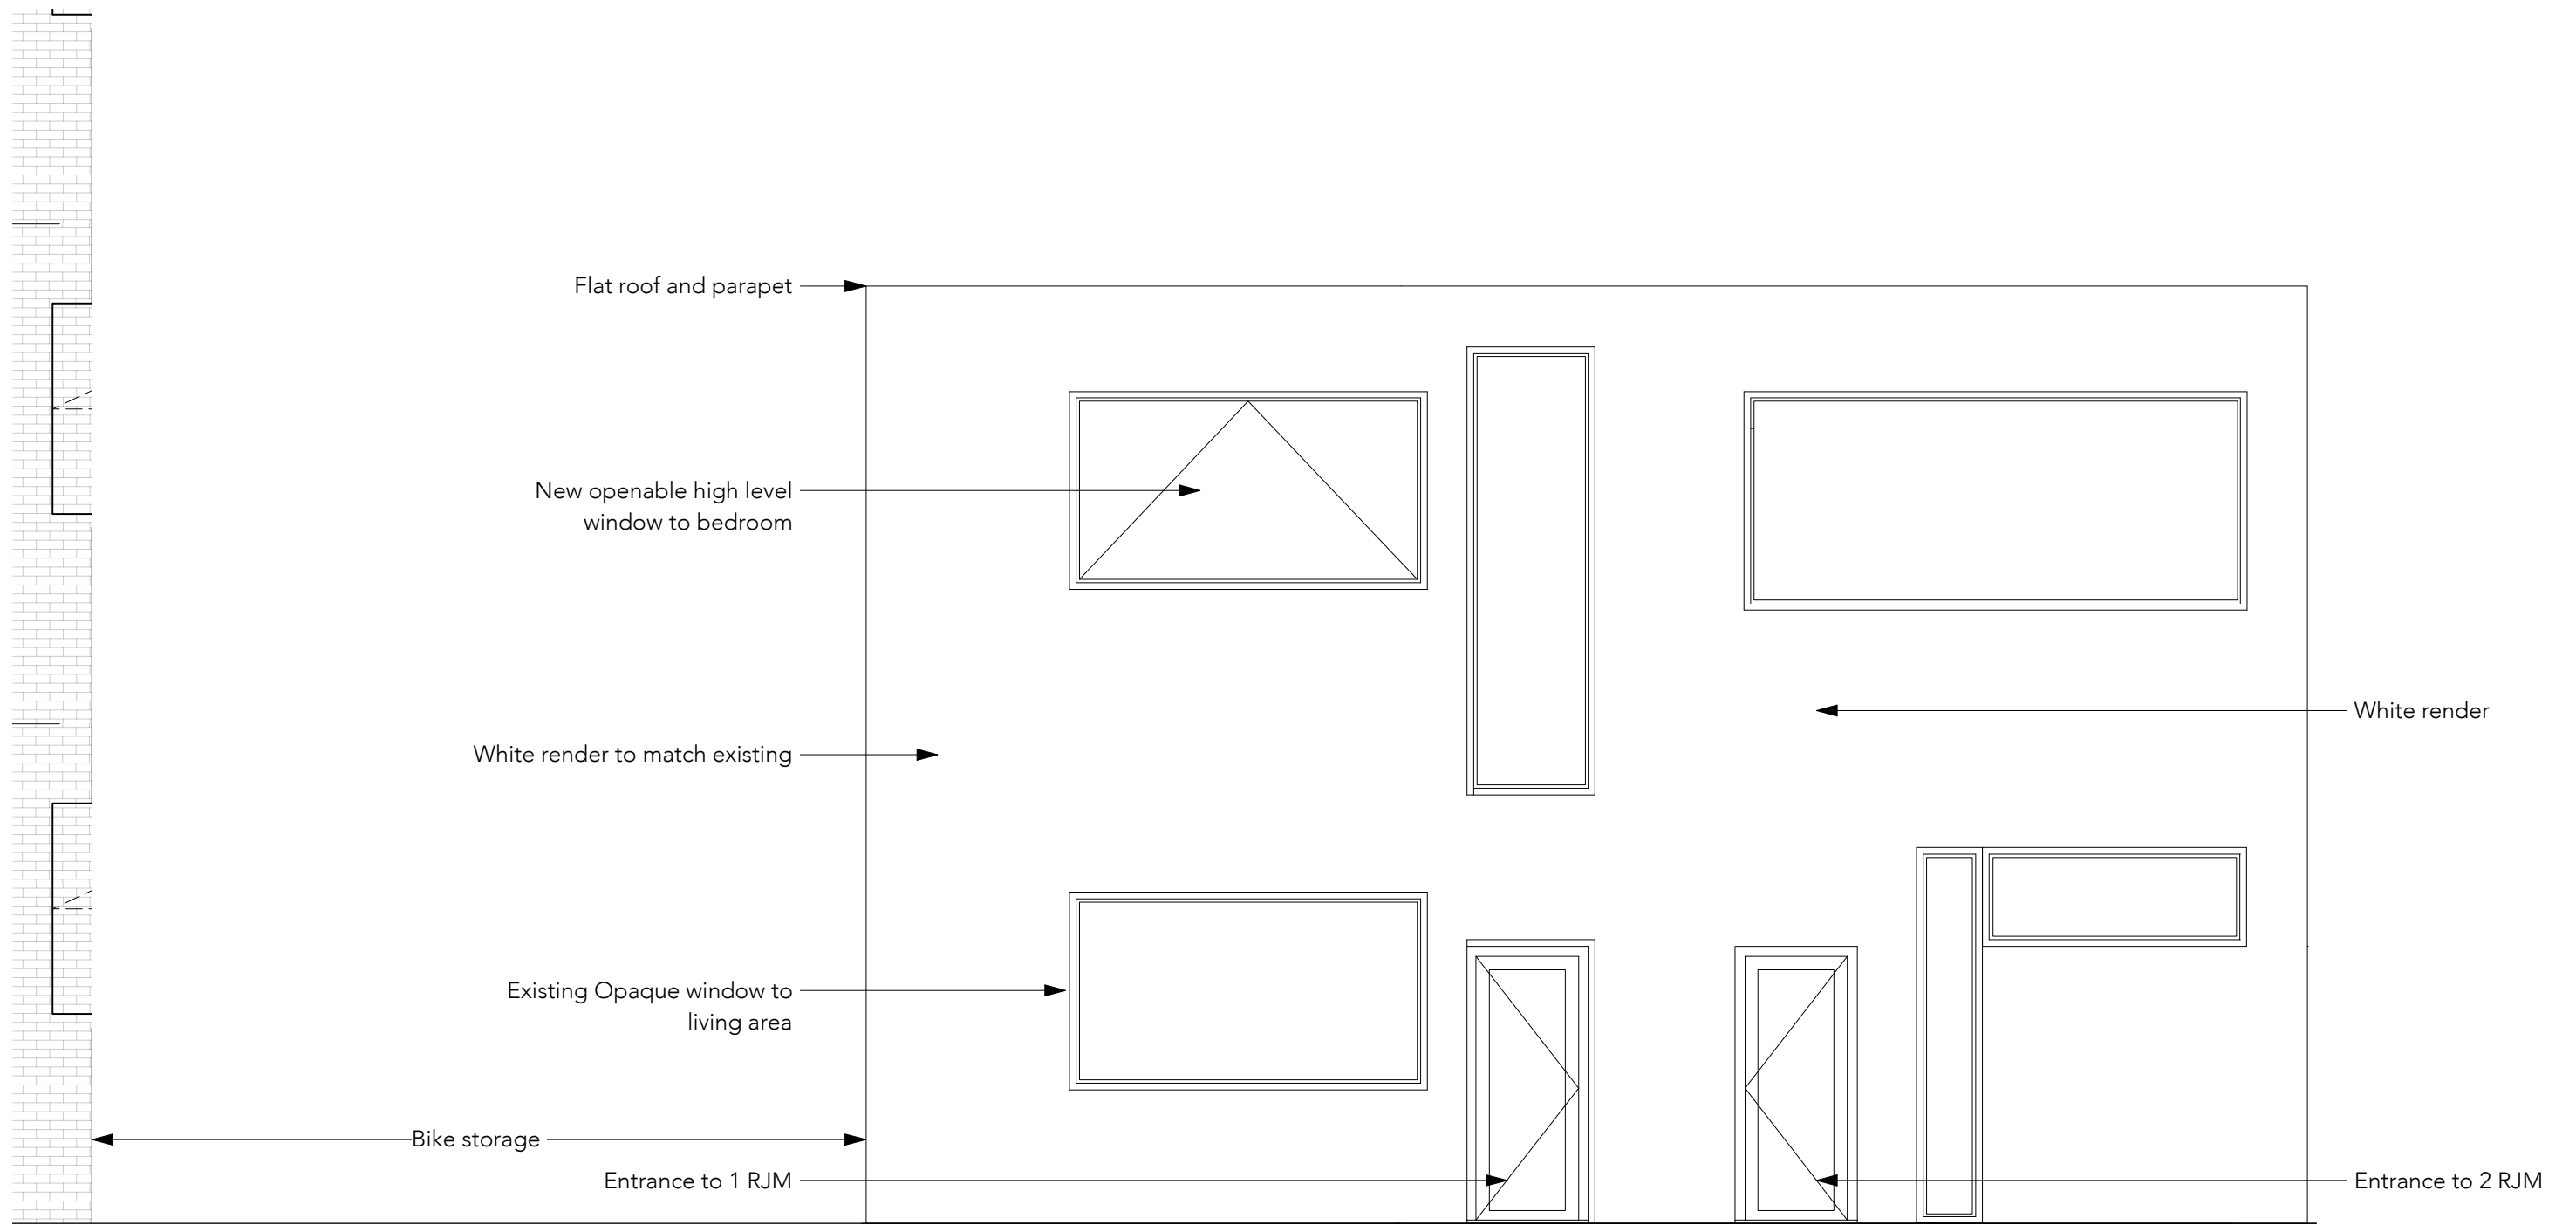 Flat roof and parapet
New openable high level
window to bedroom
White render
White render to match existing
Existing Opaque window to
living area
Bike storage
Entrance to 1 RJM
Entrance to 2 RJM